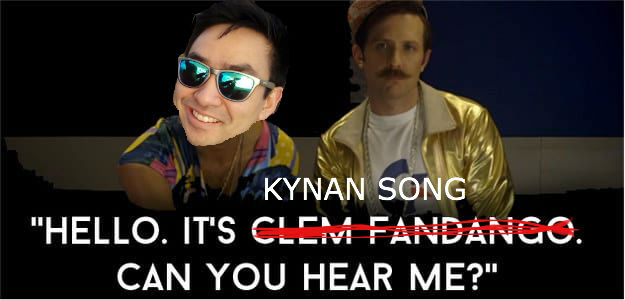 KYNAN SONG
"HELLO. IT'S CLEM FANDANGO.
CAN YOU HEAR ME?"